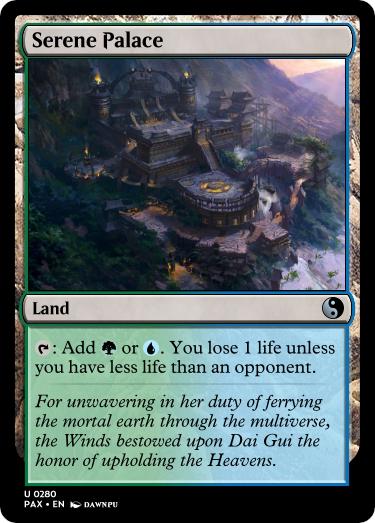 Serene Palace
Land
: Add or . You lose 1 life unless
you have less life than an opponent.
For unwavering in her duty of ferrying
the mortal earth through the multiverse,
the Winds bestowed upon Dai Gui the
honor of upholding the Heavens.
U 0280
PAX • EN DAWNPU